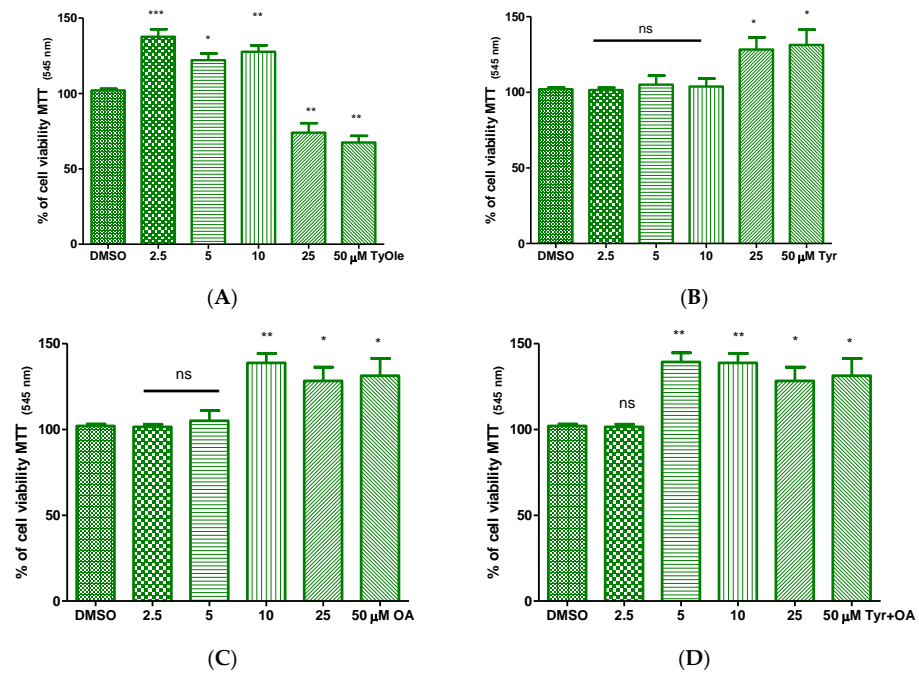 *** * ** ** **
150
100
50
0
% of cell viability MTT (545 nm)
DMSO 2.5 5 10 25 50 μM TyOle
(A)
ns * *
150
100
50
0
% of cell viability MTT (545 nm)
DMSO 2.5 5 10 25 50 μM Tyr
(B)
ns ** * *
150
100
50
0
% of cell viability MTT (545 nm)
DMSO 2.5 5 10 25 50 μM OA
(C)
ns ** ** * *
150
100
50
0
% of cell viability MTT (545 nm)
DMSO 2.5 5 10 25 50 μM Tyr+OA
(D)